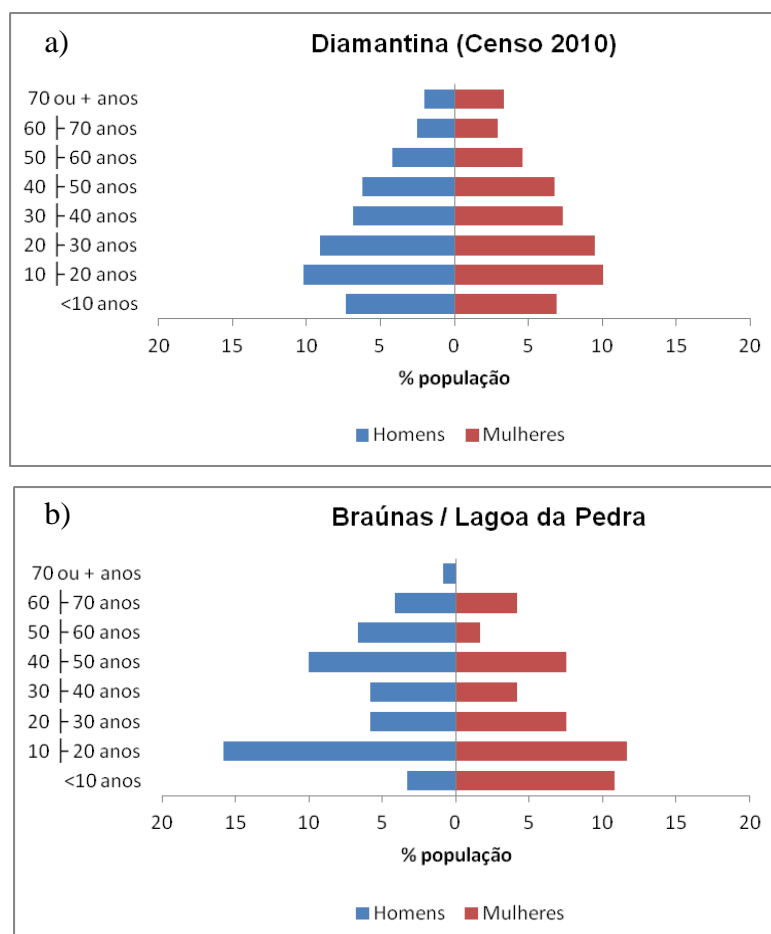 a)
Diamantina (Censo 2010)
70 ou + anos
60 ├ 70 anos
50 ├ 60 anos
40 ├ 50 anos
30 ├ 40 anos
20 ├ 30 anos
10 ├ 20 anos
<10 anos
20 15 10 5 0 5 10 15 20
% população
Homens Mulheres
b)
Braúnas / Lagoa da Pedra
70 ou + anos
60 ├ 70 anos
50 ├ 60 anos
40 ├ 50 anos
30 ├ 40 anos
20 ├ 30 anos
10 ├ 20 anos
<10 anos
20 15 10 5 0 5 10 15 20
% população
Homens Mulheres